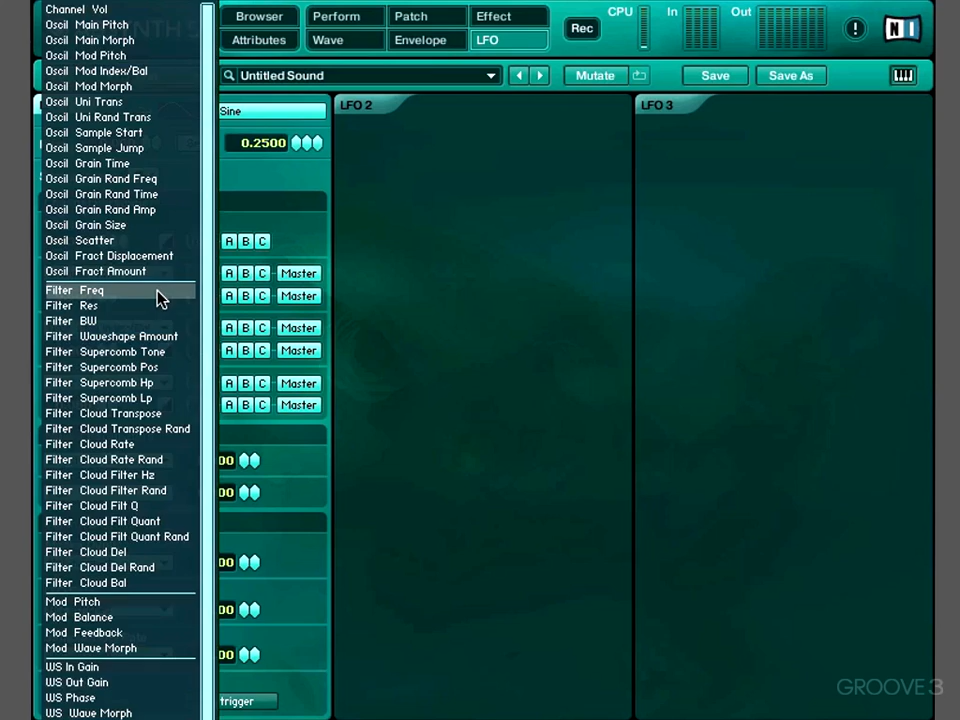 Channel Vol
Oscil Main Pitch
Oscil Main Morph
Oscil Mod Pitch
Oscil Mod Index/Bal
Oscil Mod Morph
Oscil Uni Trans
Oscil Uni Rand Trans
Oscil Sample Start
Oscil Sample Jump
Oscil Grain Time
Oscil Grain Rand Freq
Oscil Grain Rand Time
Oscil Grain Rand Amp
Oscil Grain Size
Oscil Scatter
Oscil Fract Displacement
Oscil Fract Amount
Filter Freq
Filter Res
Filter BW
Filter Waveshape Amount
Filter Supercomb Tone
Filter Supercomb Pos
Filter Supercomb Hp
Filter Supercomb Lp
Filter Cloud Transpose
Filter Cloud Transpose Rand
Filter Cloud Rate
Filter Cloud Rate Rand
Filter Cloud Filter Hz
Filter Cloud Filter Rand
Filter Cloud Filt Q
Filter Cloud Filt Quant
Filter Cloud Filt Quant Rand
Filter Cloud Del
Filter Cloud Del Rand
Filter Cloud Bal
Mod Pitch
Mod Balance
Mod Feedback
Mod Wave Morph
WS In Gain
WS Out Gain
WS Phase
WS Wave Morph
Browser Perform Patch Effect
Attributes Wave Envelope LFO
Rec CPU In Out ! NI
Untitled Sound Mutate Save Save As
Sine LFO 2 LFO 3
0.2500
A B C
A B C Master
A B C Master
A B C Master
A B C Master
A B C Master
A B C Master
00
00
00
00
00
trigger
GROOVE3